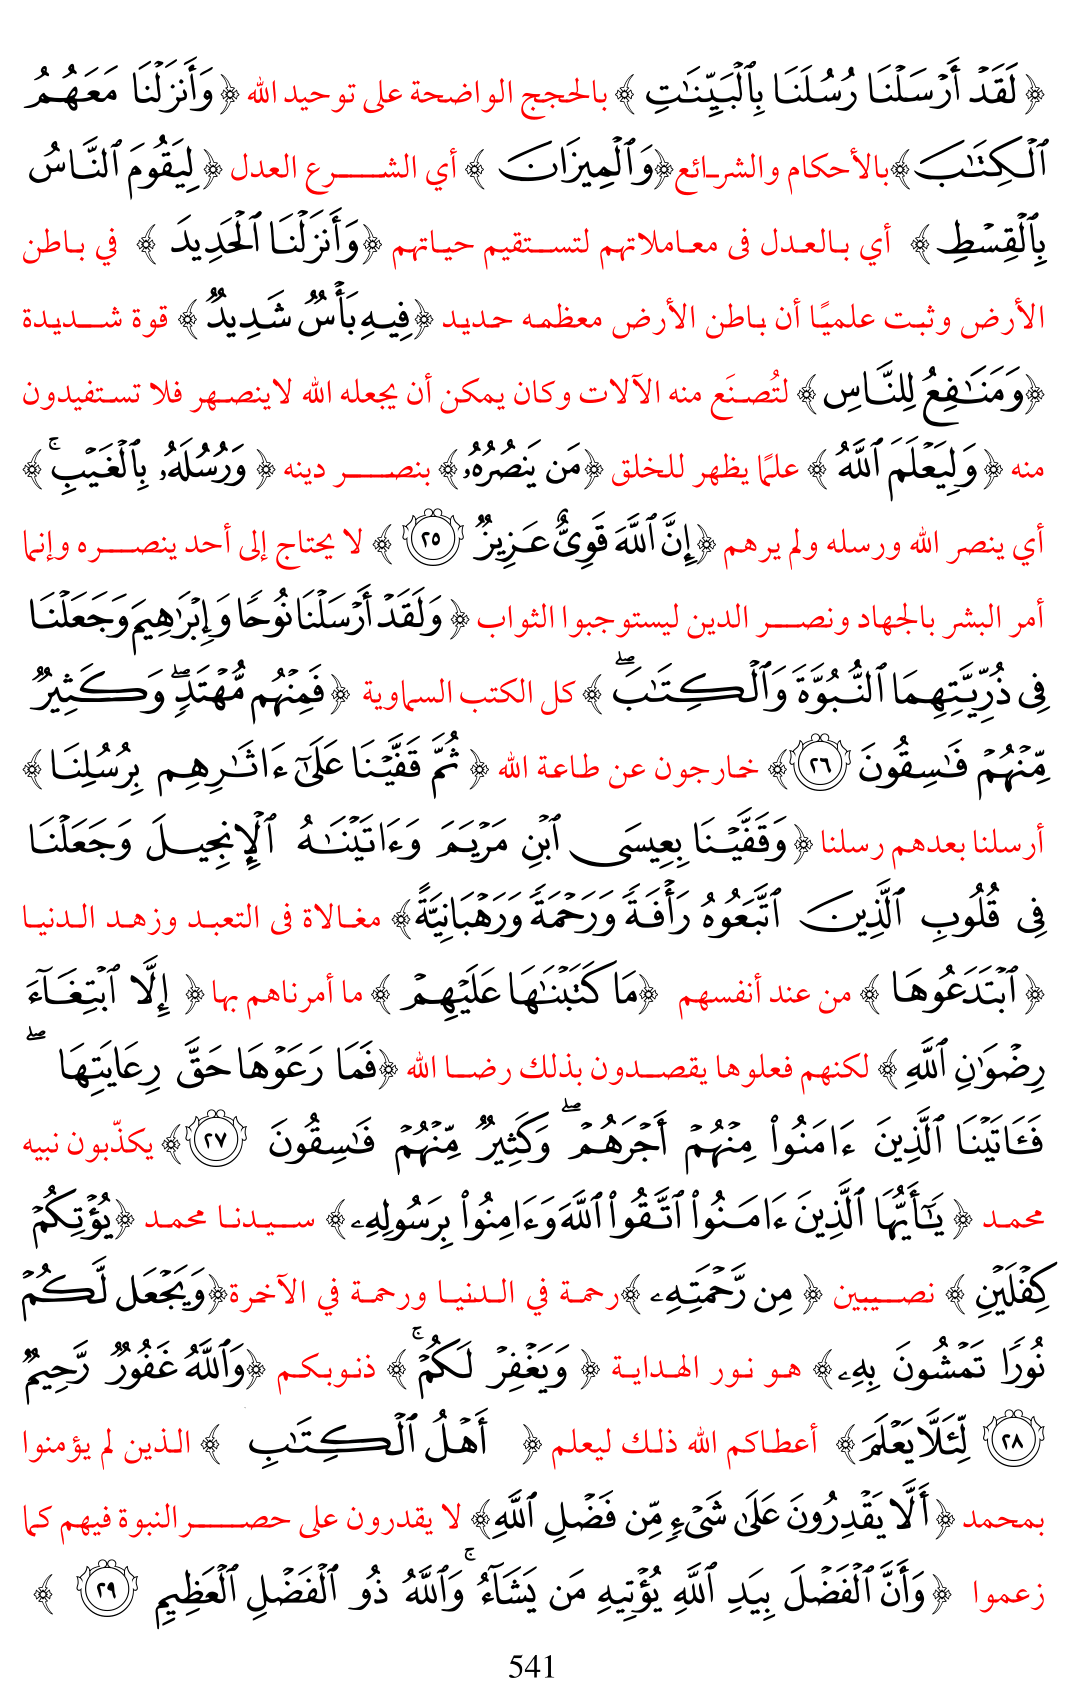 ﴿ لَقَدۡ أَرۡسَلۡنَا رُسُلَنَا بِٱلۡبَيِّنَٰتِ ﴾ بالحجج الواضحة على توحيد الله ﴿ وَأَنزَلۡنَا مَعَهُمُ
ٱلۡكِتَٰبَ ﴾بالأحكام والشرائع﴿وَٱلۡمِيزَانَ ﴾ أي الشرع العدل ﴿ لِيَقُومَ ٱلنَّاسُ
بِٱلۡقِسۡطِ ﴾ أي بالعدل فى معاملاتهم لتستقيم حياتهم ﴿وَأَنزَلۡنَا ٱلۡحَدِيدَ ﴾ في باطن
الأرض وثبت علميًا أن باطن الأرض معظمه حديد ﴿فِيهِ بَأۡسٞ شَدِيدٞ ﴾ قوة شديدة
﴿وَمَنَٰفِعُ لِلنَّاسِ ﴾ لتُصنَع منه الآلات وكان يمكن أن يجعله الله لاينصهر فلا تستفيدون
منه ﴿ وَلِيَعۡلَمَ ٱللَّهُ ﴾ علمًا يظهر للخلق ﴿مَن يَنصُرُهُۥ﴾ بنصر دينه ﴿ وَرُسُلَهُۥ بِٱلۡغَيۡبِۚ ﴾
أي ينصر الله ورسله ولم يرهم ﴿إِنَّ ٱللَّهَ قَوِيٌّ عَزِيزٞ ٢٥ ﴾ لا يحتاج إلى أحد ينصره وإنما
أمر البشر بالجهاد ونصر الدين ليستوجبوا الثواب ﴿ وَلَقَدۡ أَرۡسَلۡنَا نُوحٗا وَإِبۡرَٰهِيمَ وَجَعَلۡنَا
فِي ذُرِّيَّتِهِمَا ٱلنُّبُوَّةَ وَٱلۡكِتَٰبَۖ ﴾ كل الكتب السماوية ﴿ فَمِنۡهُم مُّهۡتَدٖۖ وَكَثِيرٞ
مِّنۡهُمۡ فَٰسِقُونَ ٢٦ ﴾ خارجون عن طاعة الله ﴿ ثُمَّ قَفَّيۡنَا عَلَىٰٓ ءَاثَٰرِهِم بِرُسُلِنَا ﴾
أرسلنا بعدهم رسلنا ﴿ وَقَفَّيۡنَا بِعِيسَى ٱبۡنِ مَرۡيَمَ وَءَاتَيۡنَٰهُ ٱلۡإِنجِيلَ وَجَعَلۡنَا
فِي قُلُوبِ ٱلَّذِينَ ٱتَّبَعُوهُ رَأۡفَةٗ وَرَحۡمَةٗ وَرَهۡبَانِيَّةً﴾ مغالاة فى التعبد وزهد الدنيا
﴿ ٱبۡتَدَعُوهَا ﴾ من عند أنفسهم ﴿مَا كَتَبۡنَٰهَا عَلَيۡهِمۡ ﴾ ما أمرناهم بها ﴿ إِلَّا ٱبۡتِغَآءَ
رِضۡوَٰنِ ٱللَّهِ ﴾ لكنهم فعلوها يقصدون بذلك رضا الله ﴿فَمَا رَعَوۡهَا حَقَّ رِعَايَتِهَا ۖ
فَـَٔاتَيۡنَا ٱلَّذِينَ ءَامَنُواْ مِنۡهُمۡ أَجۡرَهُمۡۖ وَكَثِيرٞ مِّنۡهُمۡ فَٰسِقُونَ ٢٧ ﴾ يكذّبون نبيه
محمد ﴿ يَٰٓأَيُّهَا ٱلَّذِينَ ءَامَنُواْ ٱتَّقُواْ ٱللَّهَ وَءَامِنُواْ بِرَسُولِهِۦ﴾ سيدنا محمد ﴿يُؤۡتِكُمۡ
كِفۡلَيۡنِ ﴾ نصيبين ﴿ مِن رَّحۡمَتِهِۦ ﴾رحمة في الدنيا ورحمة في الآخرة﴿وَيَجۡعَل لَّكُمۡ
نُورٗا تَمۡشُونَ بِهِۦ﴾ هو نور الهداية ﴿ وَيَغۡفِرۡ لَكُمۡۚ ﴾ ذنوبكم ﴿وَٱللَّهُ غَفُورٞ رَّحِيمٞ
٢٨ لِّئَلَّا يَعۡلَمَ﴾ أعطاكم الله ذلك ليعلم ﴿ أَهۡلُ ٱلۡكِتَٰبِ ﴾ الذين لم يؤمنوا
بمحمد ﴿ أَلَّا يَقۡدِرُونَ عَلَىٰ شَيۡءٖ مِّن فَضۡلِ ٱللَّهِ﴾ لا يقدرون على حصر النبوة فيهم كما
زعموا ﴿ وَأَنَّ ٱلۡفَضۡلَ بِيَدِ ٱللَّهِ يُؤۡتِيهِ مَن يَشَآءُۚ وَٱللَّهُ ذُو ٱلۡفَضۡلِ ٱلۡعَظِيمِ ٢٩ ﴾
541